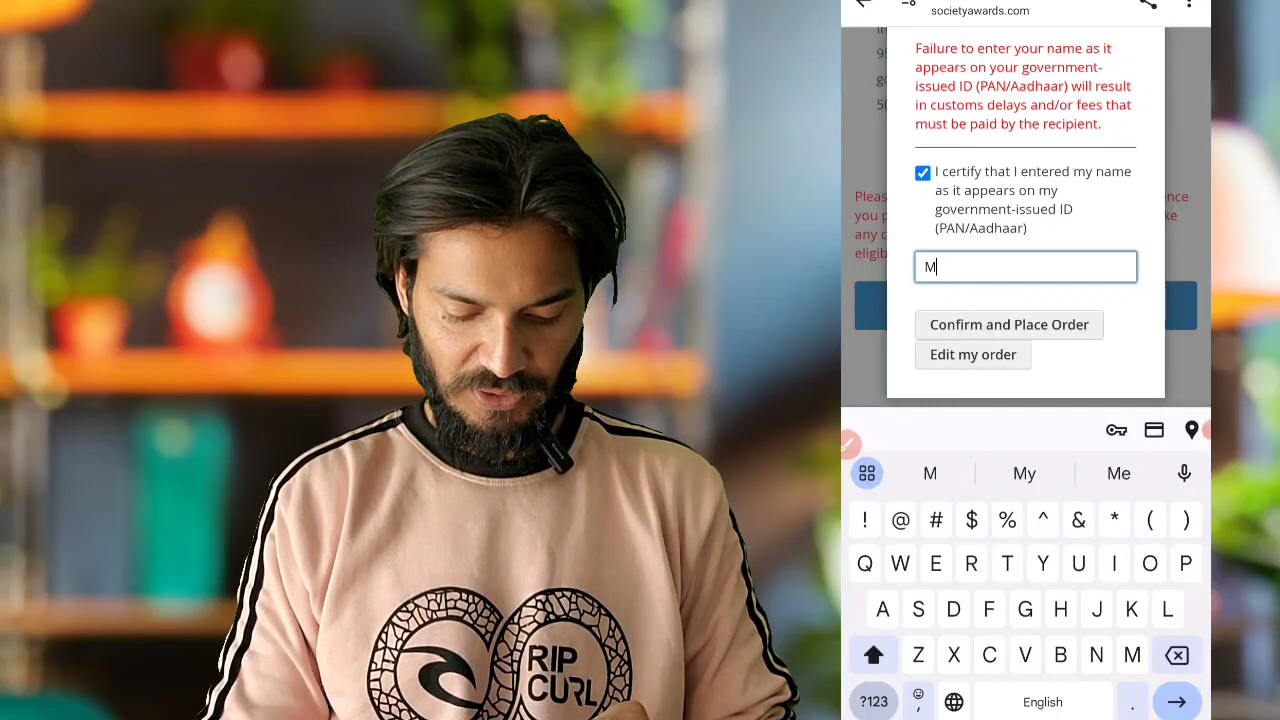 societyawards.com
Failure to enter your name as it
appears on your government-
issued ID (PAN/Aadhaar) will result
in customs delays and/or fees that
must be paid by the recipient.
I certify that I entered my name
as it appears on my
government-issued ID
(PAN/Aadhaar)
M
Confirm and Place Order
Edit my order
M My Me
! @ # $ % ^ & * ( )
Q W E R T Y U I O P
A S D F G H J K L
Z X C V B N M
?123 , English .
RIP
CURL